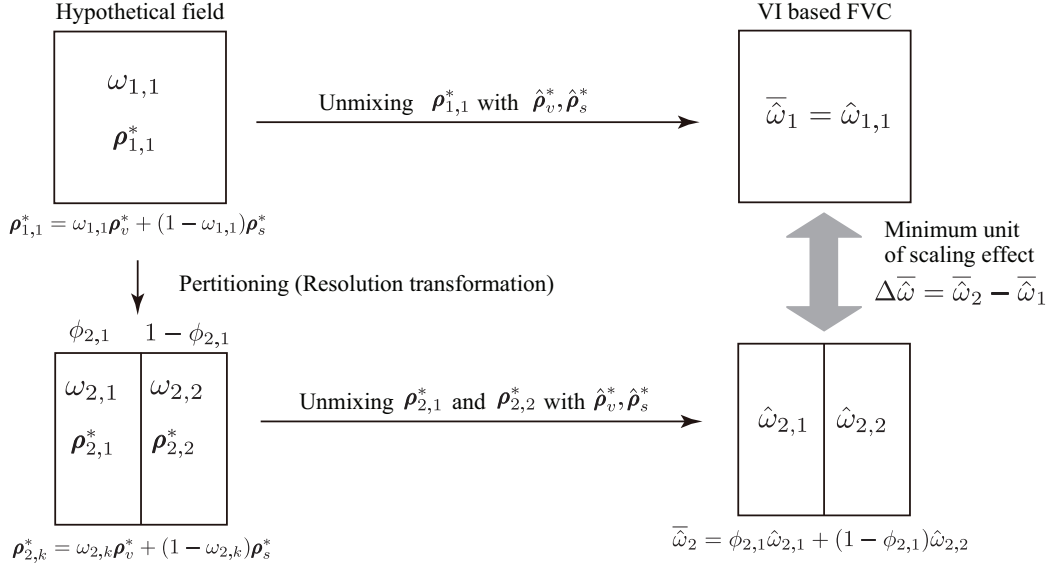 Hypothetical field
VI based FVC
ω₁,₁
ρ*₁,₁
Unmixing ρ*₁,₁ with ρ̂*ᵥ, ρ̂*ₛ
ω̂̅₁ = ω̂₁,₁
ρ*₁,₁ = ω₁,₁ρ*ᵥ + (1 − ω₁,₁)ρ*ₛ
Minimum unit
of scaling effect
Δω̂̅ = ω̂̅₂ − ω̂̅₁
Pertitioning (Resolution transformation)
ϕ₂,₁ 1 − ϕ₂,₁
ω₂,₁ ω₂,₂
ρ*₂,₁ ρ*₂,₂
Unmixing ρ*₂,₁ and ρ*₂,₂ with ρ̂*ᵥ, ρ̂*ₛ
ω̂₂,₁ ω̂₂,₂
ρ*₂,ₖ = ω₂,ₖρ*ᵥ + (1 − ω₂,ₖ)ρ*ₛ
ω̂̅₂ = ϕ₂,₁ω̂₂,₁ + (1 − ϕ₂,₁)ω̂₂,₂